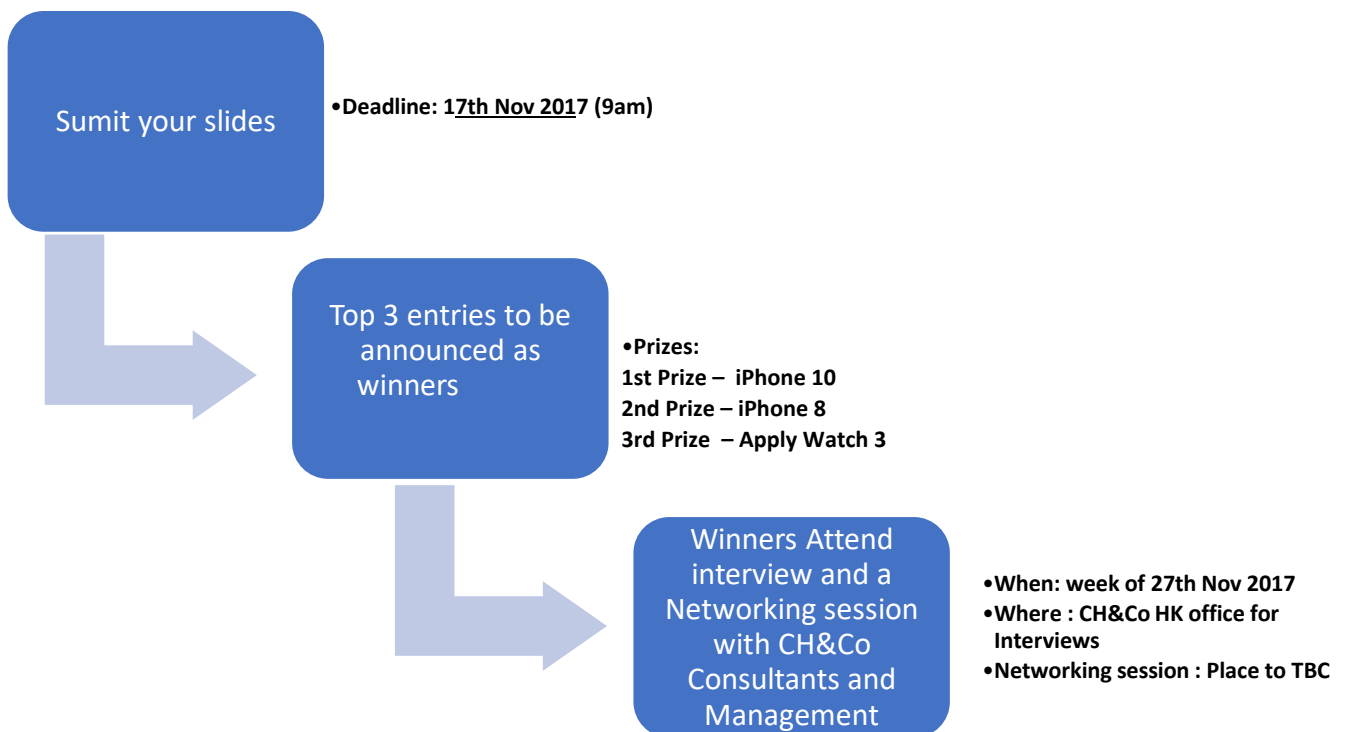 Sumit your slides
•Deadline: 17th Nov 2017 (9am)
Top 3 entries to be
announced as
winners
•Prizes:
1st Prize – iPhone 10
2nd Prize – iPhone 8
3rd Prize – Apply Watch 3
Winners Attend
interview and a
Networking session
with CH&Co
Consultants and
Management
•When: week of 27th Nov 2017
•Where : CH&Co HK office for
Interviews
•Networking session : Place to TBC